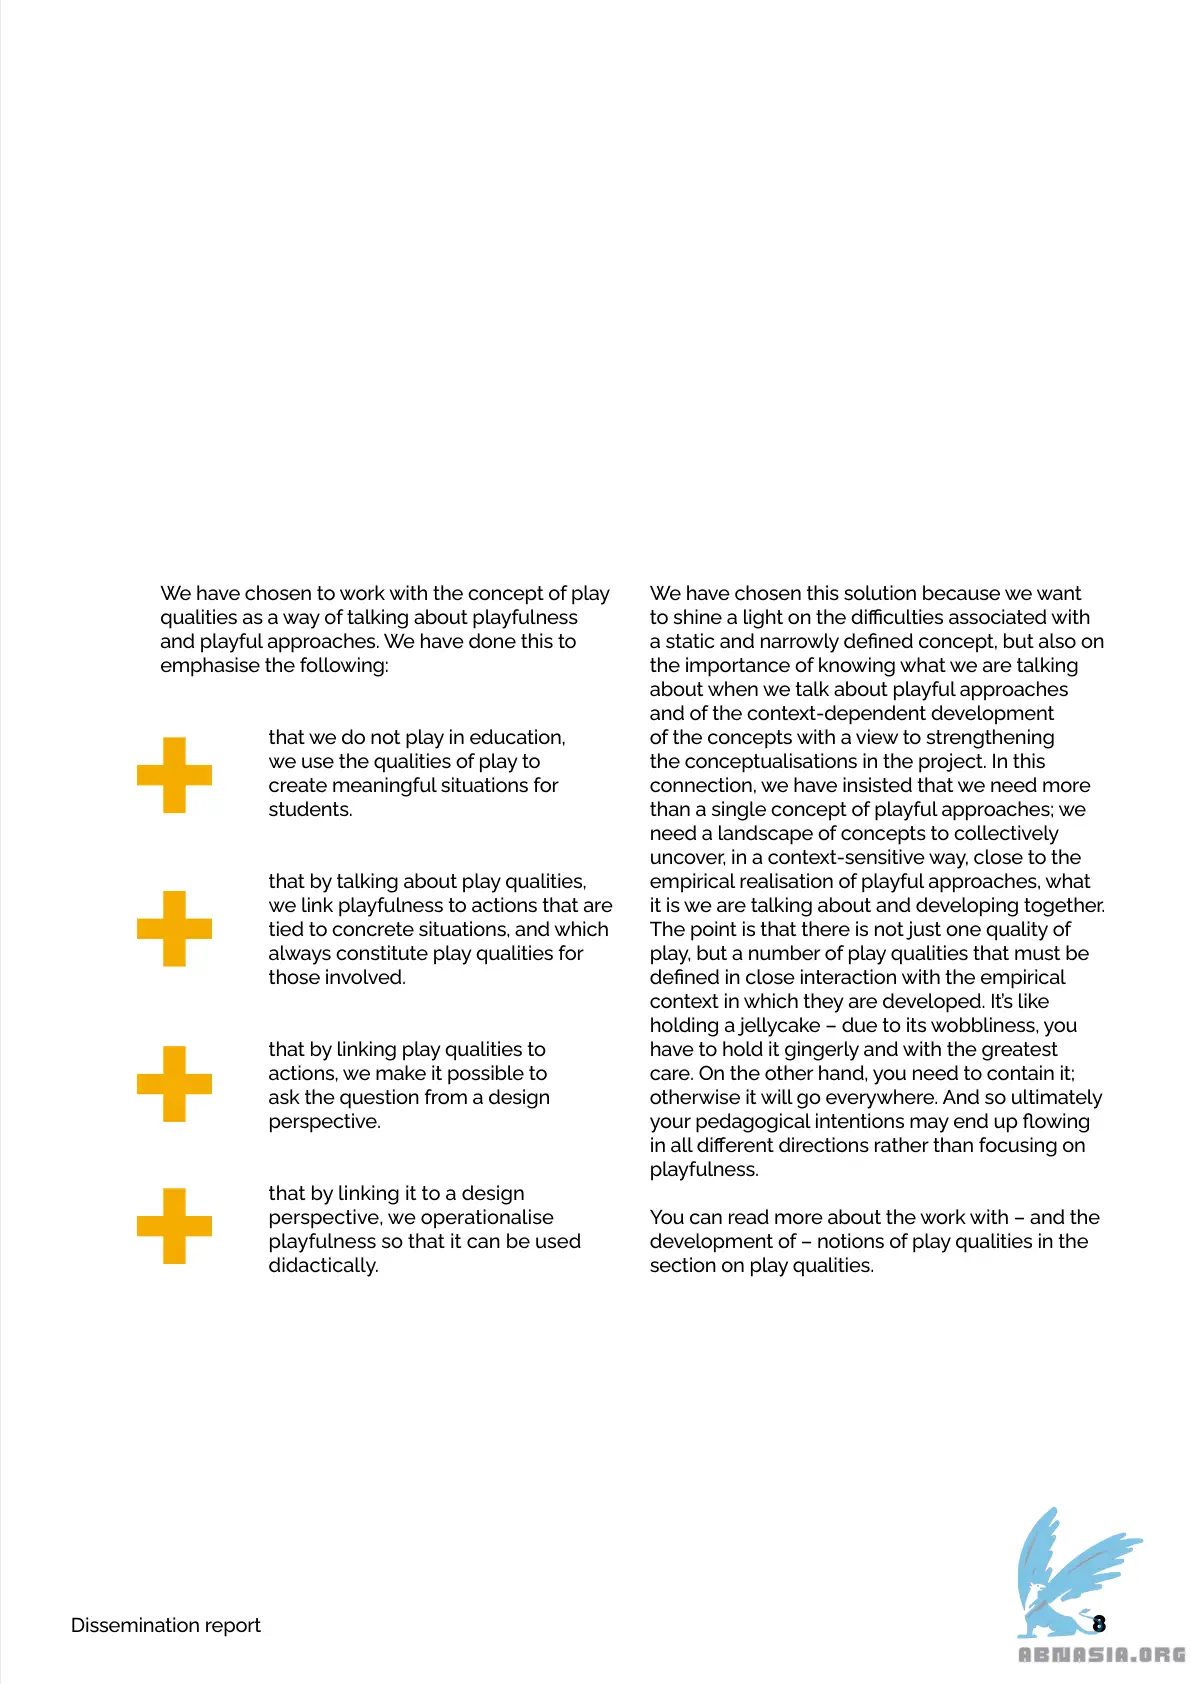 We have chosen to work with the concept of play
qualities as a way of talking about playfulness
and playful approaches. We have done this to
emphasise the following:
that we do not play in education,
we use the qualities of play to
create meaningful situations for
students.
that by talking about play qualities,
we link playfulness to actions that are
tied to concrete situations, and which
always constitute play qualities for
those involved.
that by linking play qualities to
actions, we make it possible to
ask the question from a design
perspective.
that by linking it to a design
perspective, we operationalise
playfulness so that it can be used
didactically.
We have chosen this solution because we want
to shine a light on the difficulties associated with
a static and narrowly defined concept, but also on
the importance of knowing what we are talking
about when we talk about playful approaches
and of the context-dependent development
of the concepts with a view to strengthening
the conceptualisations in the project. In this
connection, we have insisted that we need more
than a single concept of playful approaches; we
need a landscape of concepts to collectively
uncover, in a context-sensitive way, close to the
empirical realisation of playful approaches, what
it is we are talking about and developing together.
The point is that there is not just one quality of
play, but a number of play qualities that must be
defined in close interaction with the empirical
context in which they are developed. It's like
holding a jellycake – due to its wobbliness, you
have to hold it gingerly and with the greatest
care. On the other hand, you need to contain it;
otherwise it will go everywhere. And so ultimately
your pedagogical intentions may end up flowing
in all different directions rather than focusing on
playfulness.
You can read more about the work with – and the
development of – notions of play qualities in the
section on play qualities.
Dissemination report
8
ABNASIA.ORG